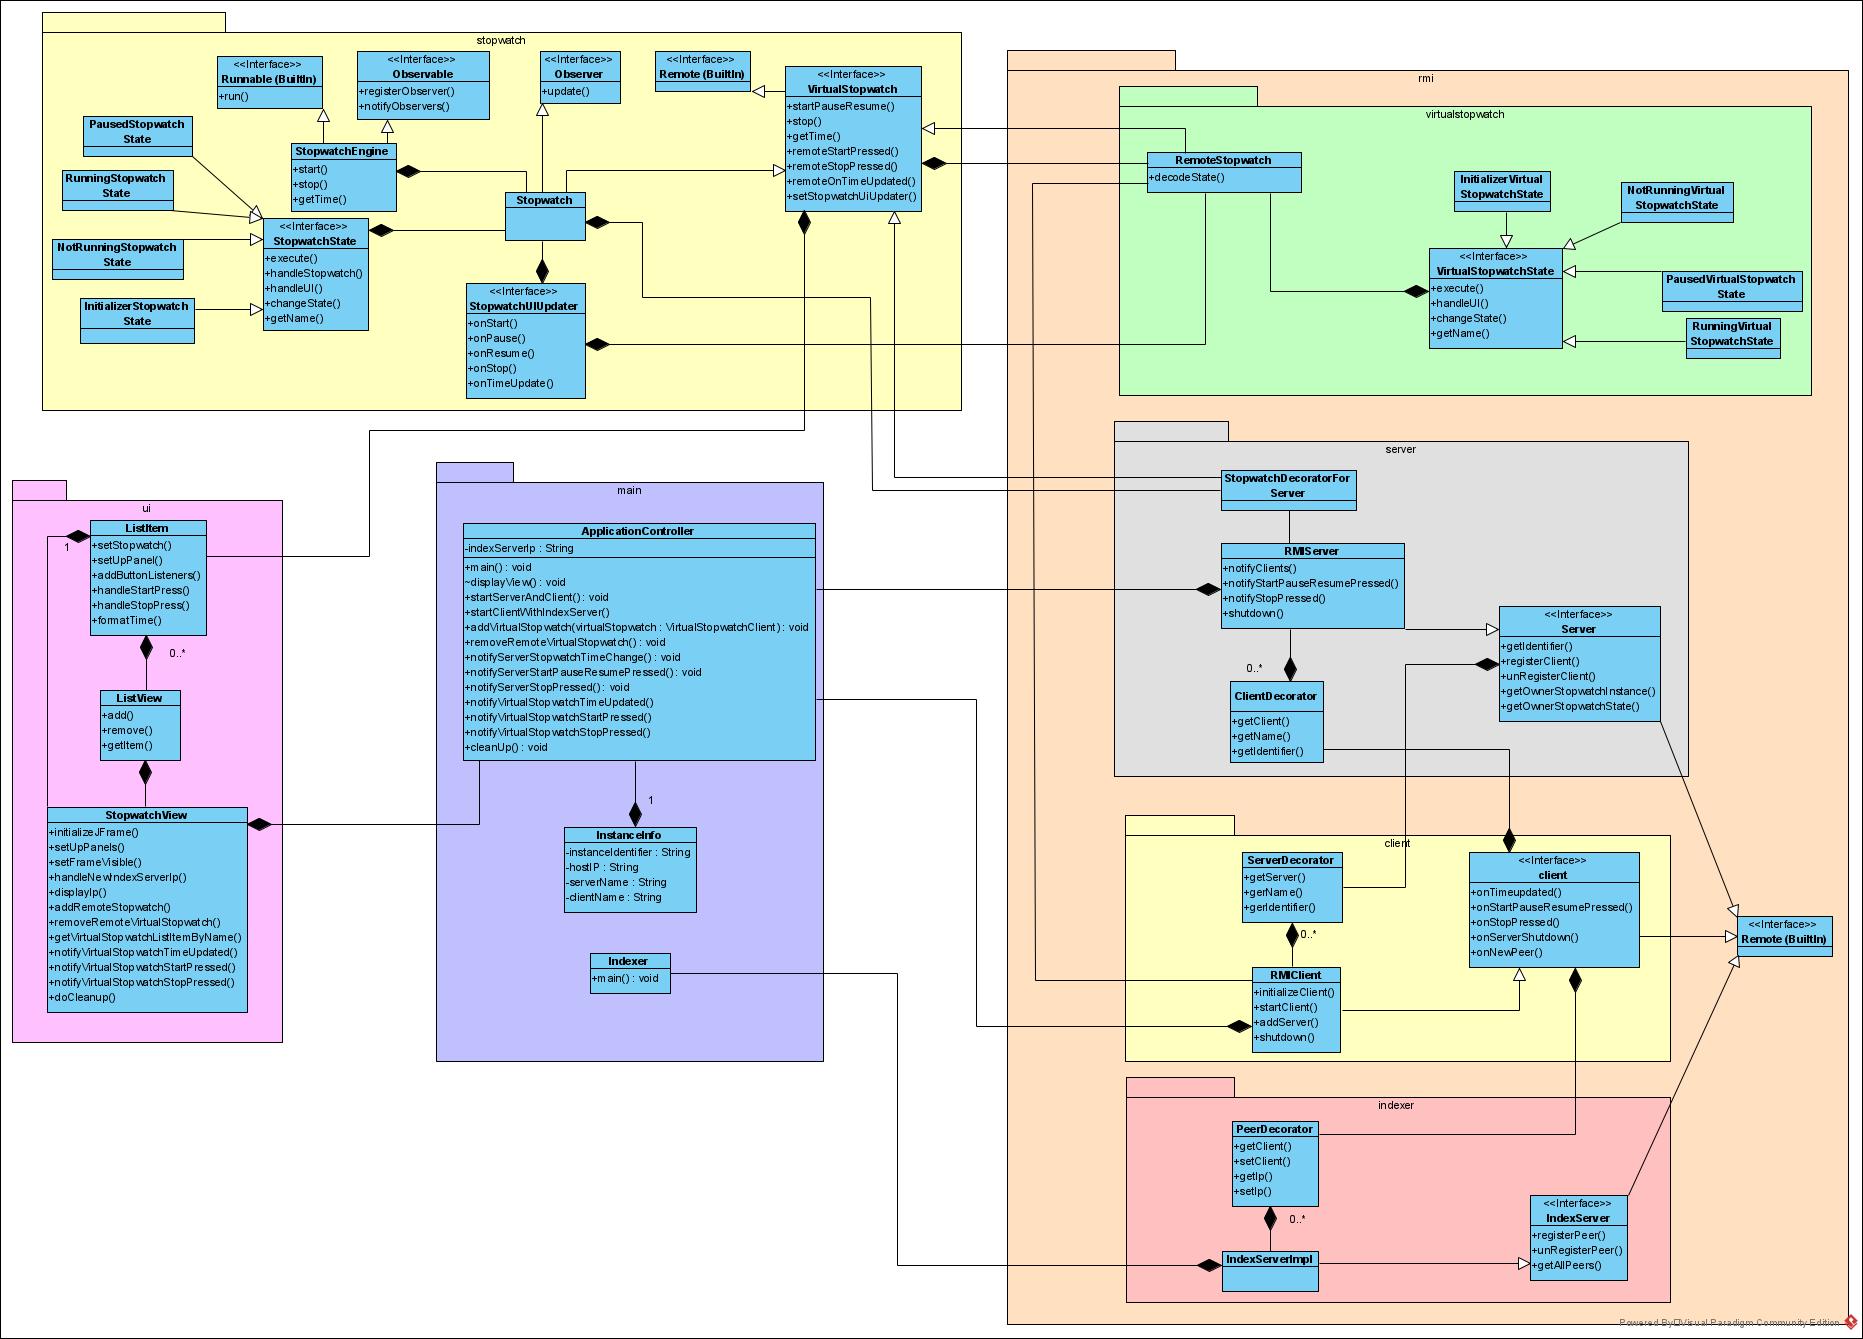 stopwatch
<<Interface>>
Runnable (BuiltIn)
+run()
<<Interface>>
Observable
+registerObserver()
+notifyObservers()
<<Interface>>
Observer
+update()
<<Interface>>
Remote (BuiltIn)
<<Interface>>
VirtualStopwatch
+startPauseResume()
+stop()
+getTime()
+remoteStartPressed()
+remoteStopPressed()
+remoteOnTimeUpdated()
+setStopwatchUiUpdater()
PausedStopwatch
State
RunningStopwatch
State
NotRunningStopwatch
State
InitializerStopwatch
State
StopwatchEngine
+start()
+stop()
+getTime()
<<Interface>>
StopwatchState
+execute()
+handleStopwatch()
+handleUI()
+changeState()
+getName()
Stopwatch
<<Interface>>
StopwatchUIUpdater
+onStart()
+onPause()
+onResume()
+onStop()
+onTimeUpdate()
rmi
virtualstopwatch
RemoteStopwatch
+decodeState()
InitializerVirtual
StopwatchState
NotRunningVirtual
StopwatchState
<<Interface>>
VirtualStopwatchState
+execute()
+handleUI()
+changeState()
+getName()
PausedVirtualStopwatch
State
RunningVirtual
StopwatchState
ui
ListItem
+setStopwatch()
+setUpPanel()
+addButtonListeners()
+handleStartPress()
+handleStopPress()
+formatTime()
1
0..*
ListView
+add()
+remove()
+getItem()
StopwatchView
+initializeJFrame()
+setUpPanels()
+setFrameVisible()
+handleNewIndexServerIp()
+displayIp()
+addRemoteStopwatch()
+removeRemoteVirtualStopwatch()
+getVirtualStopwatchListItemByName()
+notifyVirtualStopwatchTimeUpdated()
+notifyVirtualStopwatchStartPressed()
+notifyVirtualStopwatchStopPressed()
+doCleanup()
main
ApplicationController
-indexServerIp : String
+main() : void
~displayView() : void
+startServerAndClient() : void
+startClientWithIndexServer()
+addVirtualStopwatch(virtualStopwatch : VirtualStopwatchClient) : void
+removeRemoteVirtualStopwatch() : void
+notifyServerStopwatchTimeChange() : void
+notifyServerStartPauseResumePressed() : void
+notifyServerStopPressed() : void
+notifyVirtualStopwatchTimeUpdated()
+notifyVirtualStopwatchStartPressed()
+notifyVirtualStopwatchStopPressed()
+cleanUp() : void
1
InstanceInfo
-instanceIdentifier : String
-hostIP : String
-serverName : String
-clientName : String
Indexer
+main() : void
server
StopwatchDecoratorFor
Server
RMIServer
+notifyClients()
+notifyStartPauseResumePressed()
+notifyStopPressed()
+shutdown()
0..*
ClientDecorator
+getClient()
+getName()
+getIdentifier()
<<Interface>>
Server
+getIdentifier()
+registerClient()
+unRegisterClient()
+getOwnerStopwatchInstance()
+getOwnerStopwatchState()
client
ServerDecorator
+getServer()
+gerName()
+gerIdentifier()
0..*
RMIClient
+initializeClient()
+startClient()
+addServer()
+shutdown()
<<Interface>>
client
+onTimeupdated()
+onStartPauseResumePressed()
+onStopPressed()
+onServerShutdown()
+onNewPeer()
<<Interface>>
Remote (BuiltIn)
indexer
PeerDecorator
+getClient()
+setClient()
+getIp()
+setIp()
0..*
IndexServerImpl
<<Interface>>
IndexServer
+registerPeer()
+unRegisterPeer()
+getAllPeers()
Powered By Visual Paradigm Community Edition